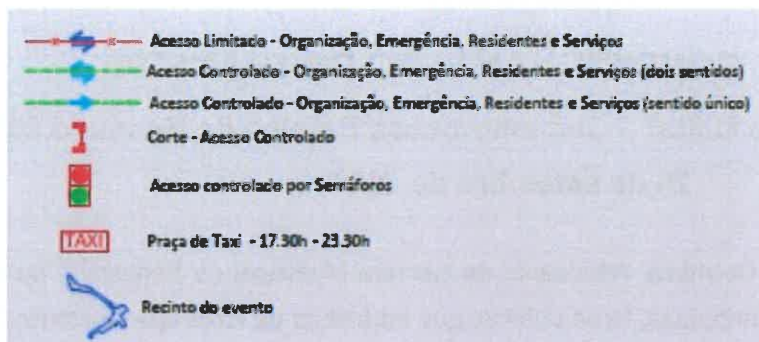 Acesso Limitado - Organização, Emergência, Residentes e Serviços
Acesso Controlado - Organização, Emergência, Residentes e Serviços (dois sentidos)
Acesso Controlado - Organização, Emergência, Residentes e Serviços (sentido único)
Corte - Acesso Controlado
Acesso controlado por Semáforos
TAXI Praça de Taxi - 17.30h - 23.30h
Recinto do evento